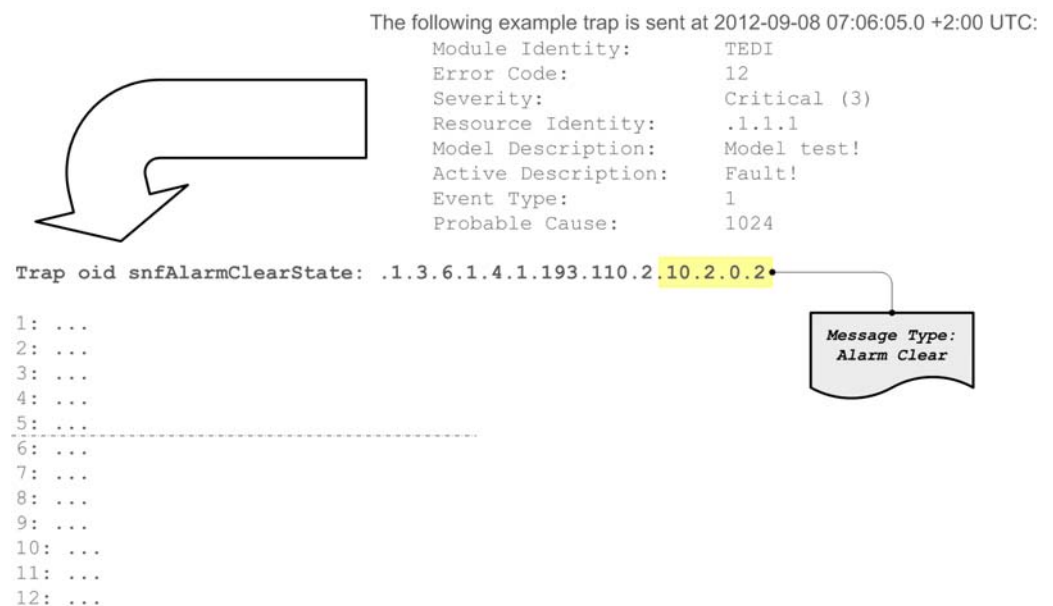 The following example trap is sent at 2012-09-08 07:06:05.0 +2:00 UTC:
Module Identity: TEDI
Error Code: 12
Severity: Critical (3)
Resource Identity: .1.1.1
Model Description: Model test!
Active Description: Fault!
Event Type: 1
Probable Cause: 1024
Trap oid snfAlarmClearState: .1.3.6.1.4.1.193.110.2.10.2.0.2
Message Type:
Alarm Clear
1: ...
2: ...
3: ...
4: ...
5: ...
6: ...
7: ...
8: ...
9: ...
10: ...
11: ...
12: ...